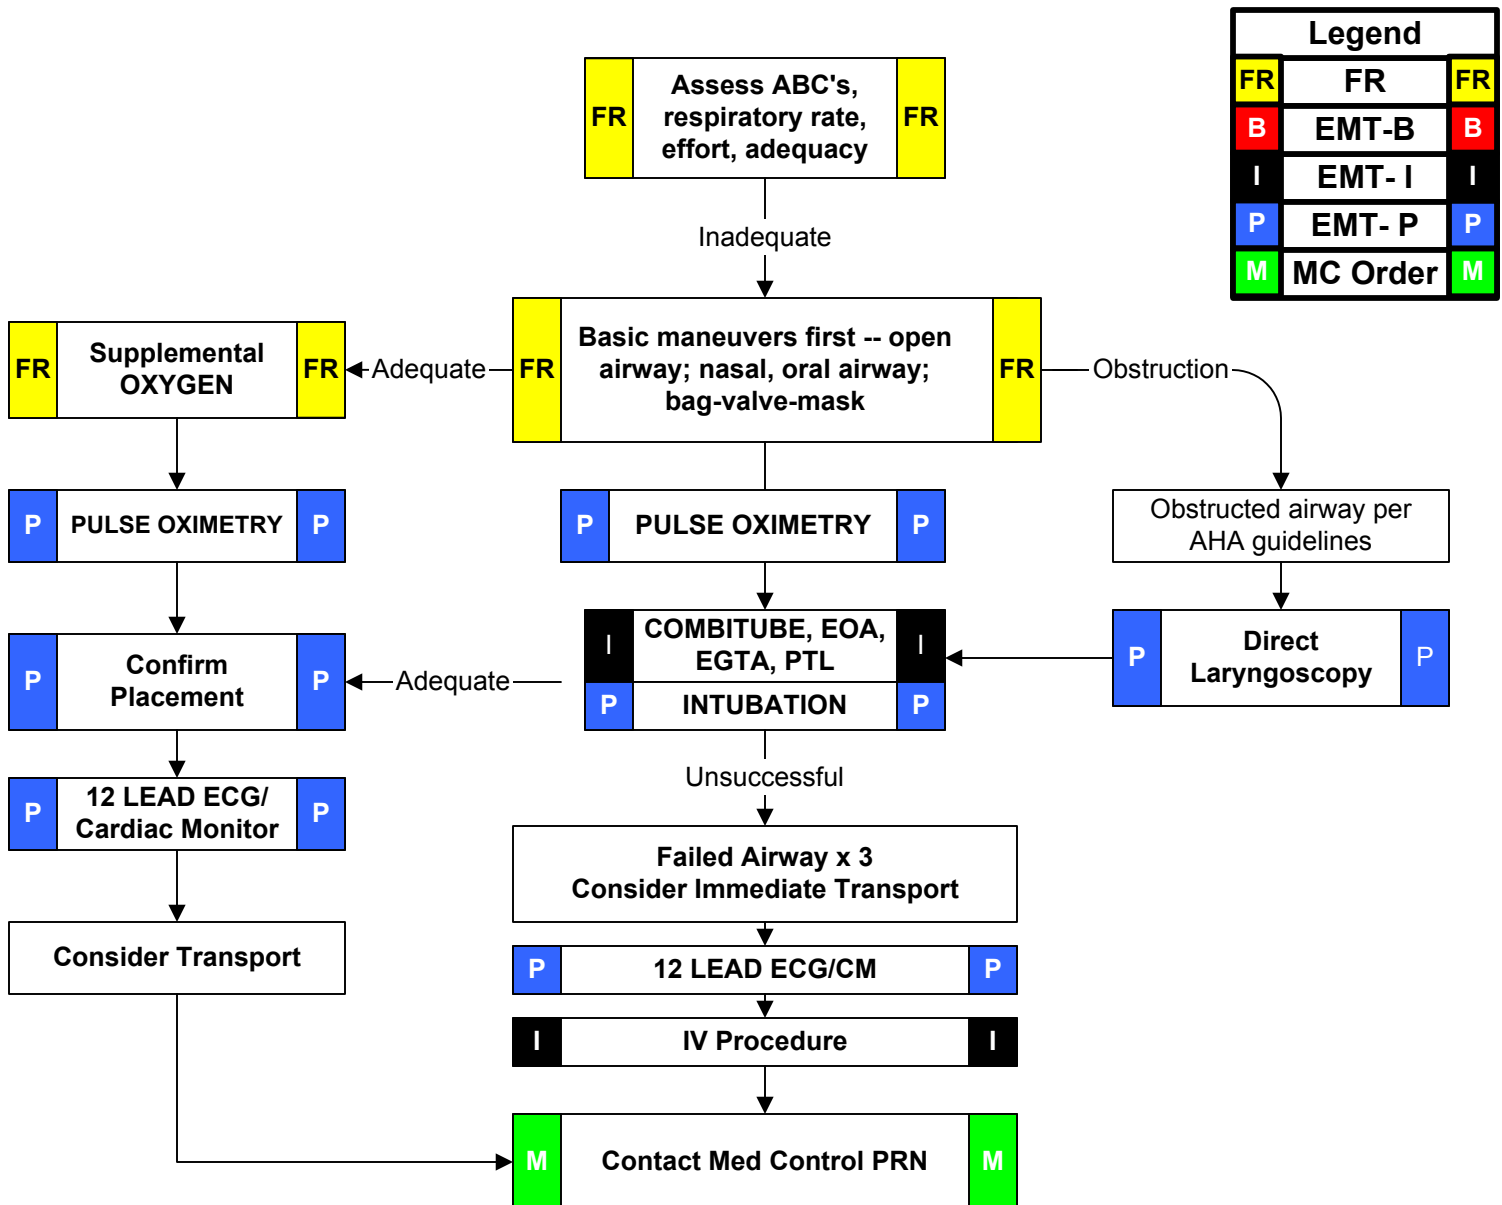 Legend
FR FR FR
B EMT-B B
I EMT- I I
P EMT- P P
M MC Order M
FR Assess ABC's, FR
respiratory rate,
effort, adequacy
Inadequate
FR Basic maneuvers first -- open FR
airway; nasal, oral airway;
bag-valve-mask
Adequate
FR Supplemental FR
OXYGEN
Obstruction
P PULSE OXIMETRY P
P PULSE OXIMETRY P
Obstructed airway per
AHA guidelines
P Confirm P
Placement
Adequate
I COMBITUBE, EOA, I
EGTA, PTL
P INTUBATION P
P Direct P
Laryngoscopy
Unsuccessful
P 12 LEAD ECG/ P
Cardiac Monitor
Failed Airway x 3
Consider Immediate Transport
Consider Transport
P 12 LEAD ECG/CM P
I IV Procedure I
M Contact Med Control PRN M